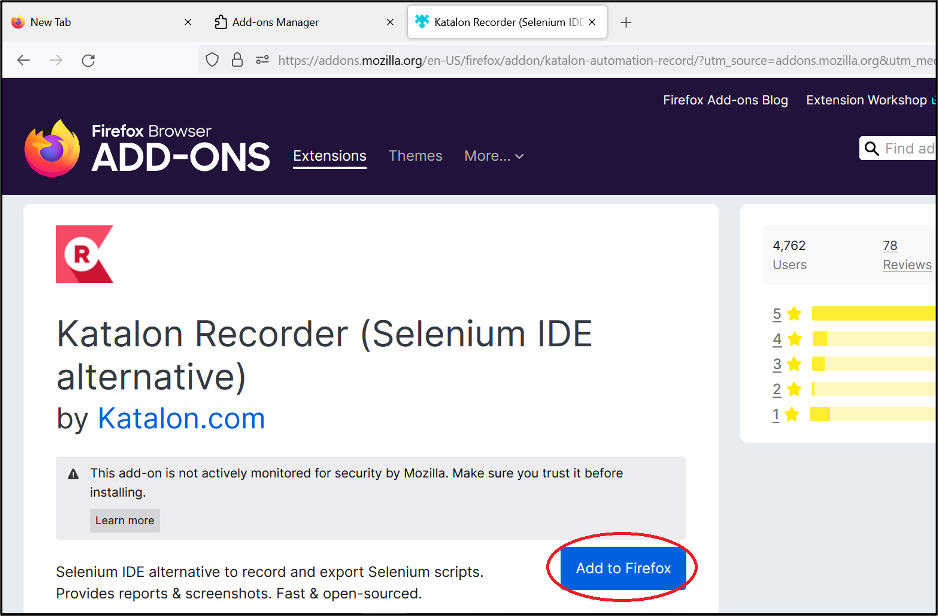 New Tab
Add-ons Manager
Katalon Recorder (Selenium IDE
https://addons.mozilla.org/en-US/firefox/addon/katalon-automation-record/?utm_source=addons.mozilla.org&utm_med
Firefox Add-ons Blog
Extension Workshop
Firefox Browser
ADD-ONS
Extensions
Themes
More...
Find ad
R
4,762
Users
78
Reviews
Katalon Recorder (Selenium IDE
alternative)
by Katalon.com
5
4
3
2
1
This add-on is not actively monitored for security by Mozilla. Make sure you trust it before
installing.
Learn more
Selenium IDE alternative to record and export Selenium scripts.
Provides reports & screenshots. Fast & open-sourced.
Add to Firefox